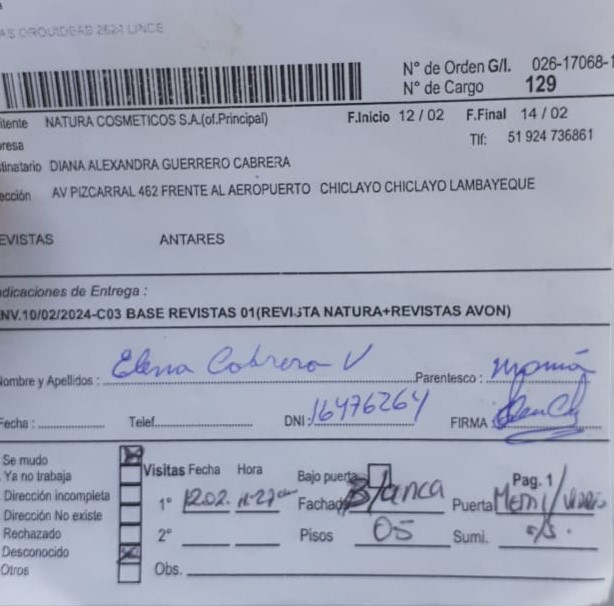 AS ORQUIDEAS 2621 LINCE
N° de Orden G/I. 026-17068-1
N° de Cargo 129
itente NATURA COSMETICOS S.A.(of.Principal) F.Inicio 12 / 02 F.Final 14 / 02
resa Tlf: 51 924 736861
tinatario DIANA ALEXANDRA GUERRERO CABRERA
ección AV PIZCARRAL 462 FRENTE AL AEROPUERTO CHICLAYO CHICLAYO LAMBAYEQUE
EVISTAS ANTARES
dicaciones de Entrega :
NV.10/02/2024-C03 BASE REVISTAS 01(REVISTA NATURA+REVISTAS AVON)
Nombre y Apellidos : Elena Cabrera V Parentesco : mamá
Fecha : Telef. DNI : 16476264 FIRMA :
Se mudo
Ya no trabaja Visitas Fecha Hora Bajo puerta Pag. 1
Dirección incompleta 1° 12.02. Fachad Blanca Puerta
Dirección No existe
Rechazado 2° Pisos 05 Sumi. s/s.
Desconocido
Otros Obs.